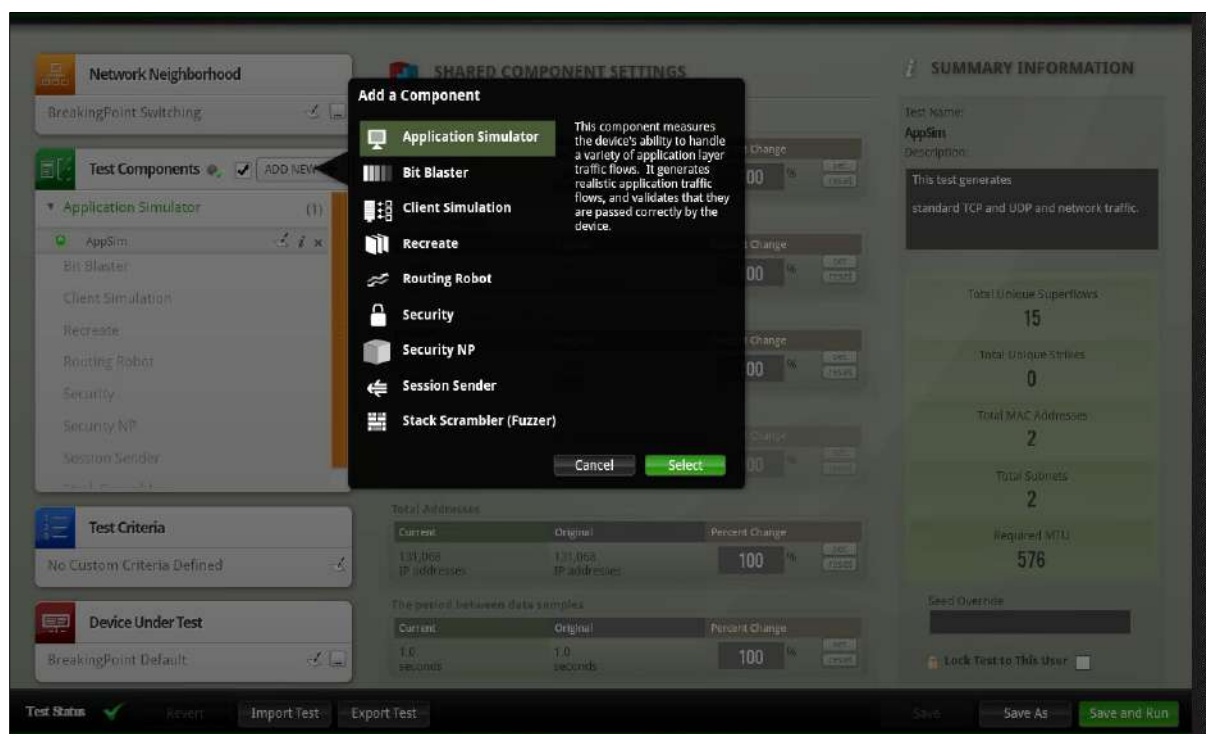 Network Neighborhood
BreakingPoint Switching
Test Components
ADD NEW
Application Simulator (1)
AppSim
Bit Blaster
Client Simulation
Recreate
Routing Robot
Security
Security NP
Session Sender
Test Criteria
No Custom Criteria Defined
Device Under Test
BreakingPoint Default
SHARED COMPONENT SETTINGS
Add a Component
Application Simulator
Bit Blaster
Client Simulation
Recreate
Routing Robot
Security
Security NP
Session Sender
Stack Scrambler (Fuzzer)
This component measures
the device's ability to handle
a variety of application layer
traffic flows. It generates
realistic application traffic
flows, and validates that they
are passed correctly by the
device.
Cancel Select
Total Addresses
Current Original Percent Change
131,068 131,068 100 % set
IP addresses IP addresses reset
The period between data samples
Current Original Percent Change
1.0 1.0 100 % set
seconds seconds reset
SUMMARY INFORMATION
Test Name:
AppSim
Description:
This test generates
standard TCP and UDP and network traffic.
Total Unique Superflows
15
Total Unique Strikes
0
Total MAC Addresses
2
Total Subnets
2
Required MTU
576
Seed Override
Lock Test to This User
Test Status Revert Import Test Export Test Save Save As Save and Run